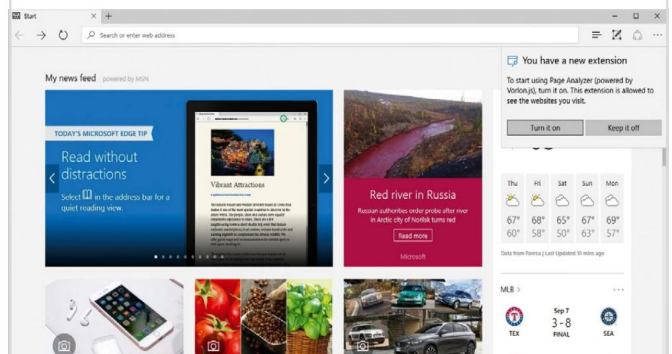 Start
Search or enter web address
You have a new extension
To start using Page Analyzer (powered by
Vorlon.js), turn it on. This extension is allowed to
see the websites you visit.
Turn it on
Keep it off
My news feed
powered by MSN
TODAY'S MICROSOFT EDGE TIP
Read without
distractions
Select in the address bar for a
quiet reading view.
Vibrant Attractions
Red river in Russia
Russian authorities order probe after river
in Arctic city of Norilsk turns red
Read more
Microsoft
Thu Fri Sat Sun Mon
67° 68° 65° 67° 69°
60° 58° 50° 63° 57°
Data from Foreca | Last Updated 10 mins ago
MLB
Sep 7
3-8
TEX FINAL SEA